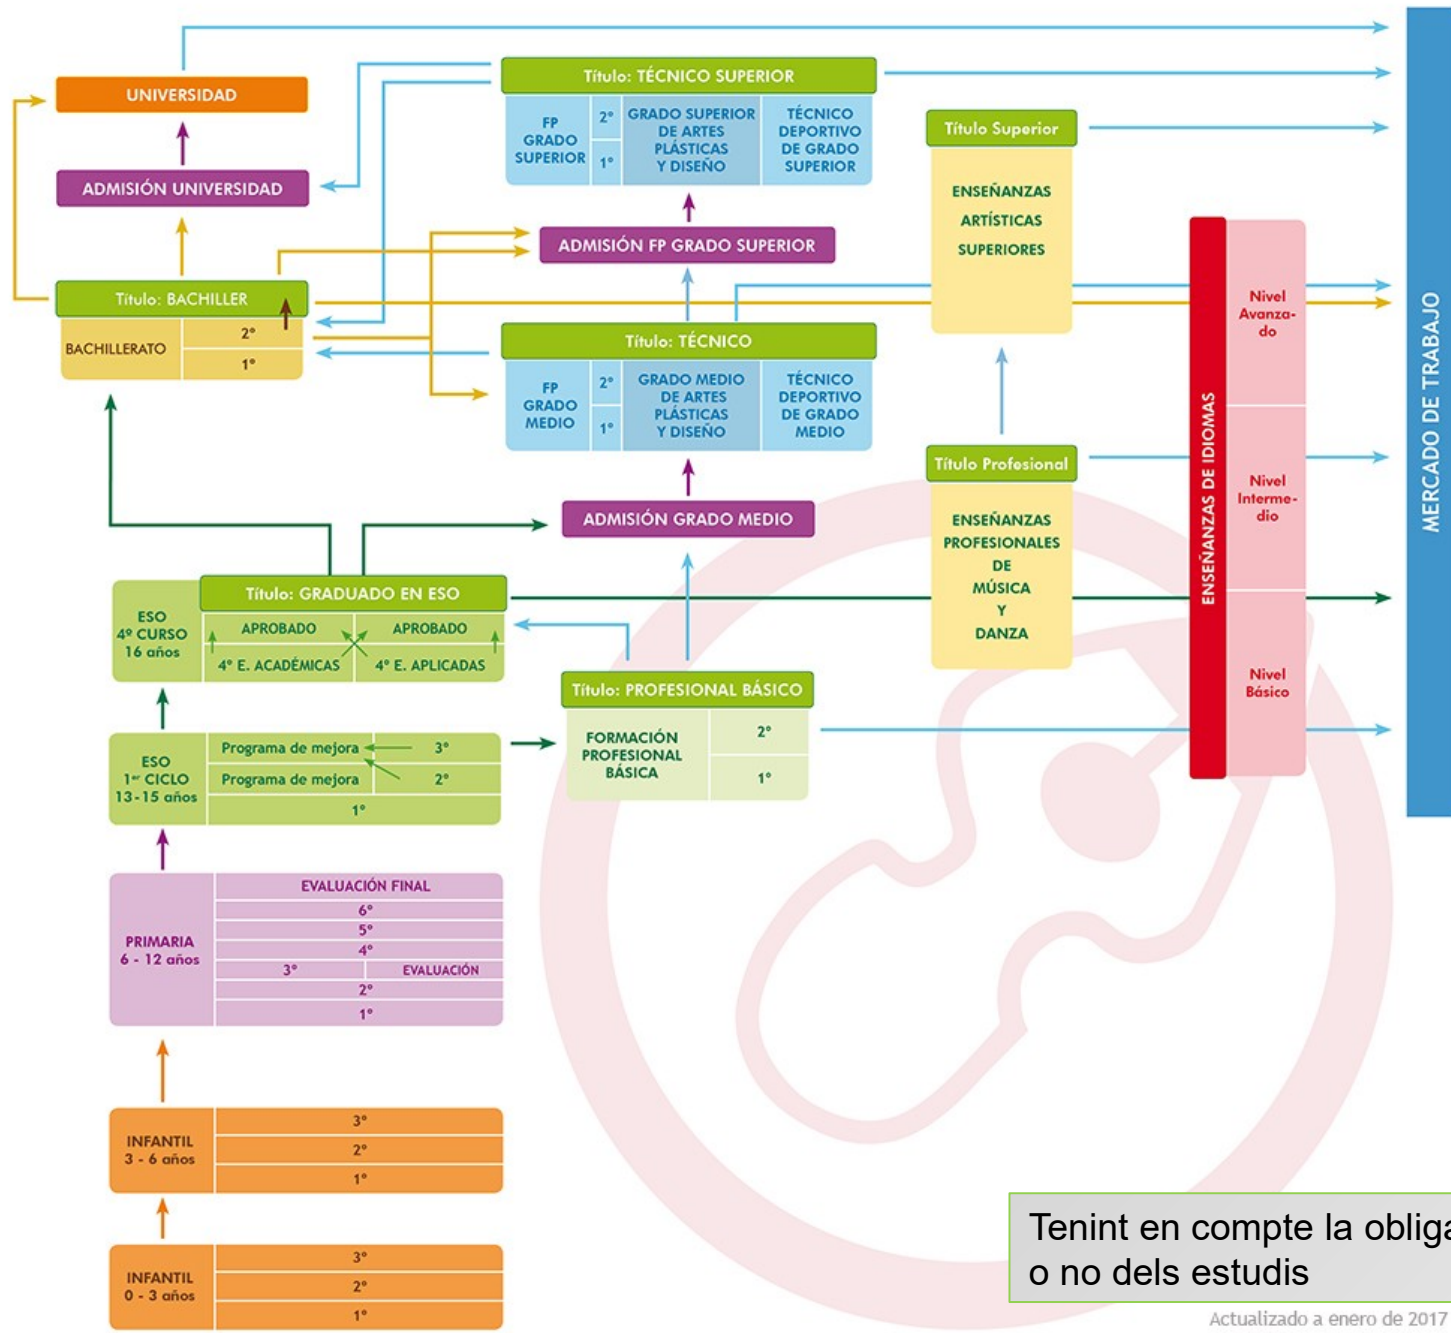 UNIVERSIDAD
ADMISIÓN UNIVERSIDAD
Título: BACHILLER
BACHILLERATO
2º
1º
Título: TÉCNICO SUPERIOR
FP
GRADO
SUPERIOR
2º
1º
GRADO SUPERIOR
DE ARTES
PLÁSTICAS
Y DISEÑO
TÉCNICO
DEPORTIVO
DE GRADO
SUPERIOR
ADMISIÓN FP GRADO SUPERIOR
Título: TÉCNICO
FP
GRADO
MEDIO
2º
1º
GRADO MEDIO
DE ARTES
PLÁSTICAS
Y DISEÑO
TÉCNICO
DEPORTIVO
DE GRADO
MEDIO
ADMISIÓN GRADO MEDIO
Título Superior
ENSEÑANZAS
ARTÍSTICAS
SUPERIORES
Título Profesional
ENSEÑANZAS
PROFESIONALES
DE
MÚSICA
Y
DANZA
ENSEÑANZAS DE IDIOMAS
Nivel
Avanza-
do
Nivel
Interme-
dio
Nivel
Básico
MERCADO DE TRABAJO
ESO
4º CURSO
16 años
Título: GRADUADO EN ESO
APROBADO
APROBADO
4º E. ACADÉMICAS
4º E. APLICADAS
Título: PROFESIONAL BÁSICO
FORMACIÓN
PROFESIONAL
BÁSICA
2º
1º
ESO
1er CICLO
13-15 años
Programa de mejora
3º
Programa de mejora
2º
1º
PRIMARIA
6 - 12 años
EVALUACIÓN FINAL
6º
5º
4º
3º
EVALUACIÓN
2º
1º
INFANTIL
3 - 6 años
3º
2º
1º
INFANTIL
0 - 3 años
3º
2º
1º
Tenint en compte la obliga
o no dels estudis
Actualizado a enero de 2017